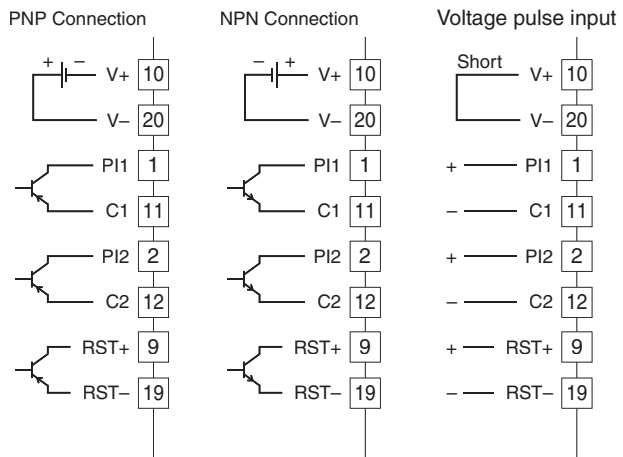 PNP Connection
+ − V+ 10
V− 20
PI1 1
C1 11
PI2 2
C2 12
RST+ 9
RST− 19
NPN Connection
− + V+ 10
V− 20
PI1 1
C1 11
PI2 2
C2 12
RST+ 9
RST− 19
Voltage pulse input
Short V+ 10
V− 20
+ PI1 1
− C1 11
+ PI2 2
− C2 12
+ RST+ 9
− RST− 19